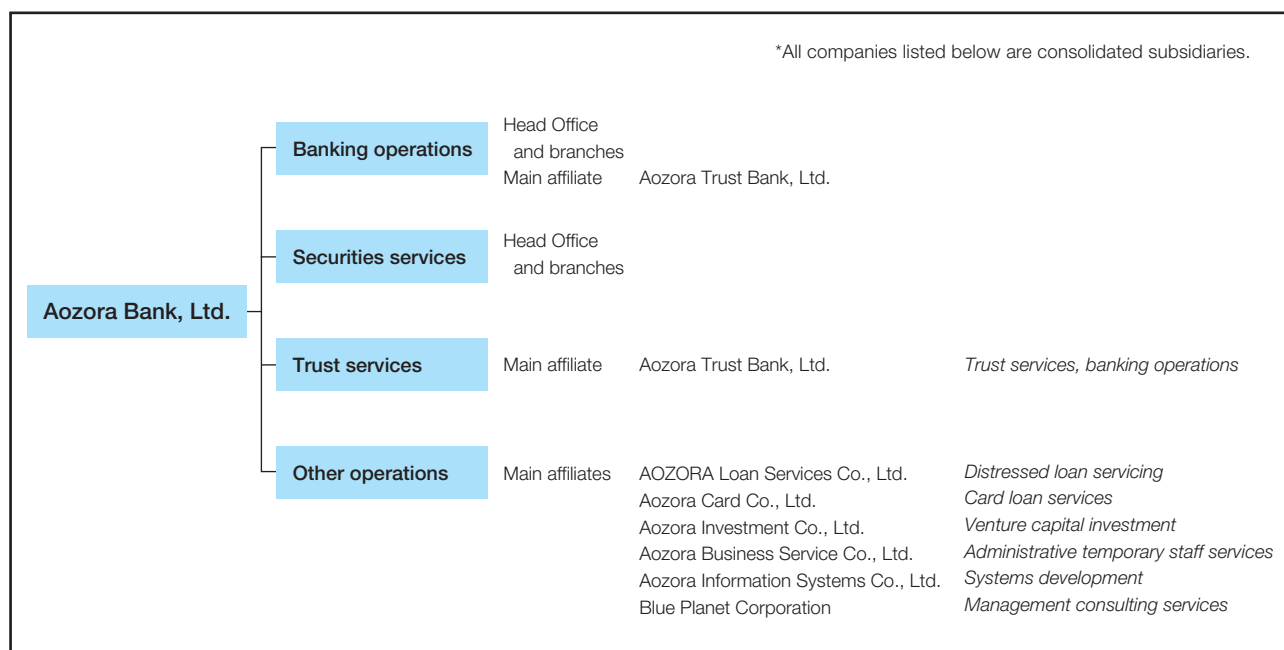 *All companies listed below are consolidated subsidiaries.
Aozora Bank, Ltd.
Banking operations
Head Office
and branches
Main affiliate Aozora Trust Bank, Ltd.
Securities services
Head Office
and branches
Trust services Main affiliate Aozora Trust Bank, Ltd. Trust services, banking operations
Other operations Main affiliates AOZORA Loan Services Co., Ltd. Distressed loan servicing
Aozora Card Co., Ltd. Card loan services
Aozora Investment Co., Ltd. Venture capital investment
Aozora Business Service Co., Ltd. Administrative temporary staff services
Aozora Information Systems Co., Ltd. Systems development
Blue Planet Corporation Management consulting services